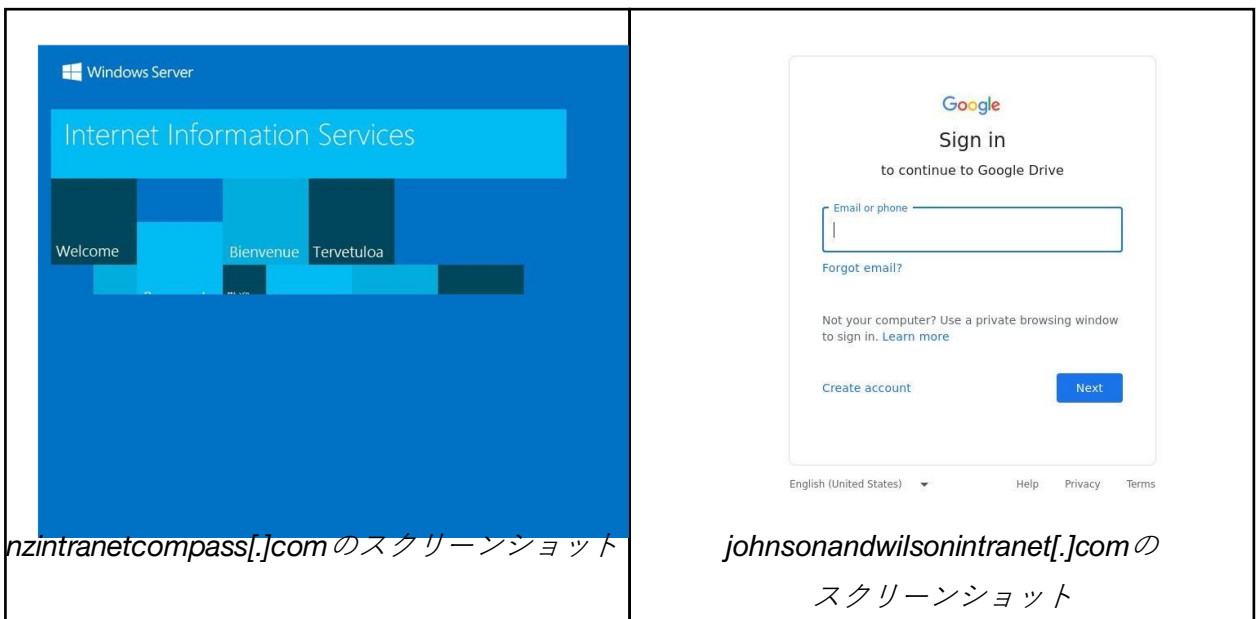 Windows Server
Internet Information Services
Welcome
Bienvenue
Tervetuloa
nzintranetcompass[.]comのスクリーンショット
Google
Sign in
to continue to Google Drive
Email or phone
Forgot email?
Not your computer? Use a private browsing window
to sign in. Learn more
Create account
Next
English (United States)
Help
Privacy
Terms
johnsonandwilsonintranet[.]comの
スクリーンショット